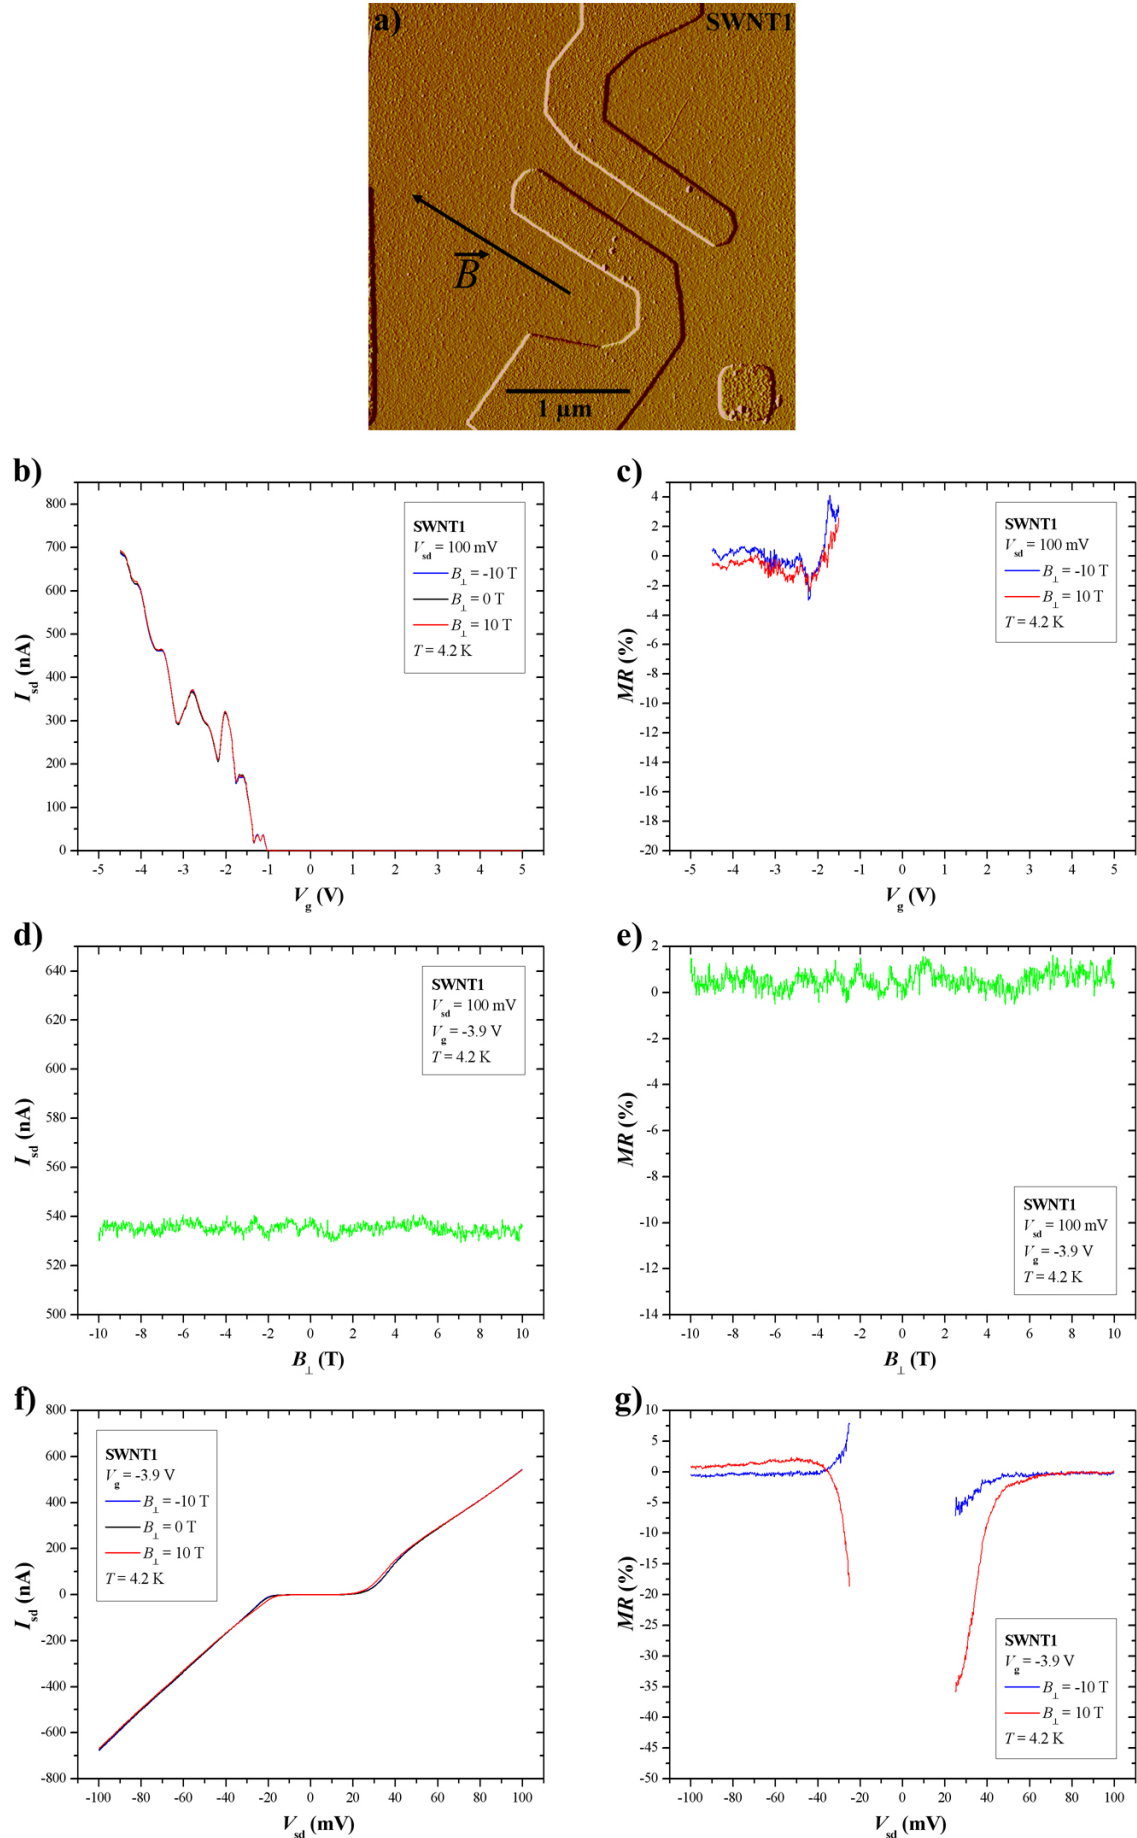 a)
SWNT1
B
1 µm
b)
800
700
600
500
400
300
200
100
0
-5 -4 -3 -2 -1 0 1 2 3 4 5
I_sd (nA)
V_g (V)
SWNT1
V_sd = 100 mV
B_⊥ = -10 T
B_⊥ = 0 T
B_⊥ = 10 T
T = 4.2 K
c)
4
2
0
-2
-4
-6
-8
-10
-12
-14
-16
-18
-20
-5 -4 -3 -2 -1 0 1 2 3 4 5
MR (%)
V_g (V)
SWNT1
V_sd = 100 mV
B_⊥ = -10 T
B_⊥ = 10 T
T = 4.2 K
d)
640
620
600
580
560
540
520
500
-10 -8 -6 -4 -2 0 2 4 6 8 10
I_sd (nA)
B_⊥ (T)
SWNT1
V_sd = 100 mV
V_g = -3.9 V
T = 4.2 K
e)
2
0
-2
-4
-6
-8
-10
-12
-14
-10 -8 -6 -4 -2 0 2 4 6 8 10
MR (%)
B_⊥ (T)
SWNT1
V_sd = 100 mV
V_g = -3.9 V
T = 4.2 K
f)
800
600
400
200
0
-200
-400
-600
-800
-100 -80 -60 -40 -20 0 20 40 60 80 100
I_sd (nA)
V_sd (mV)
SWNT1
V_g = -3.9 V
B_⊥ = -10 T
B_⊥ = 0 T
B_⊥ = 10 T
T = 4.2 K
g)
10
5
0
-5
-10
-15
-20
-25
-30
-35
-40
-45
-50
-100 -80 -60 -40 -20 0 20 40 60 80 100
MR (%)
V_sd (mV)
SWNT1
V_g = -3.9 V
B_⊥ = -10 T
B_⊥ = 10 T
T = 4.2 K